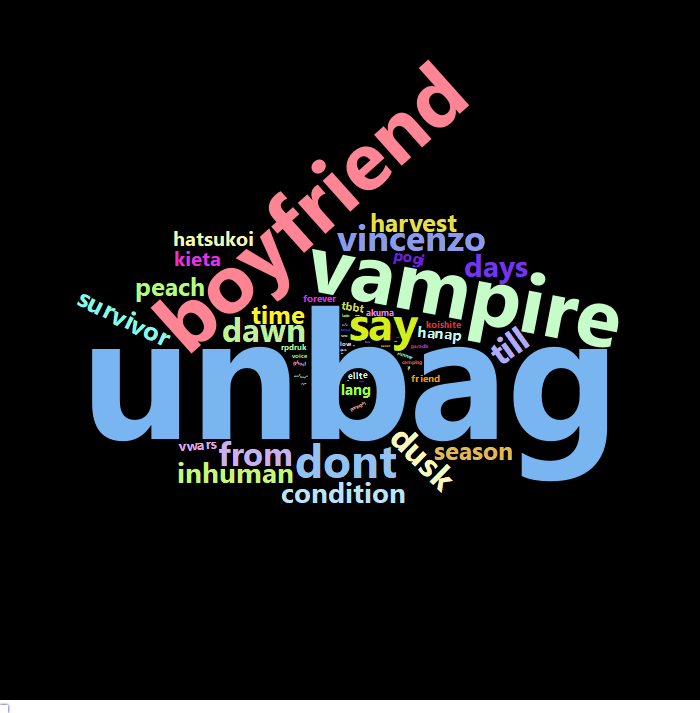 boyfriend
harvest
hatsukoi
vincenzo
kieta
pogi
vampire
days
peach
forever
survivor
time
tbbt
akuma
dawn
say
koishite
hanap
till
rpdruk
voice
unbag
ellte
friend
lang
vwars
from
dont
dusk
season
inhuman
condition
camping